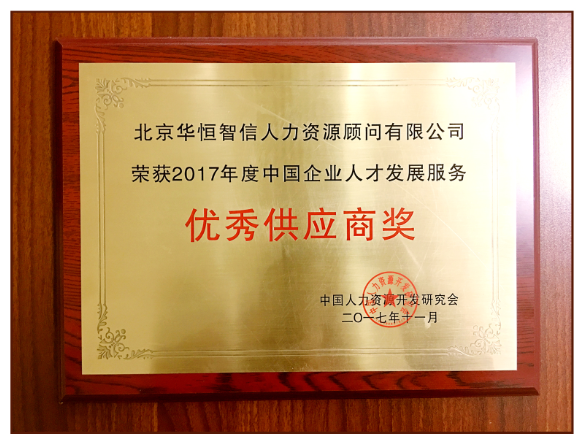 北京华恒智信人力资源顾问有限公司
荣获2017年度中国企业人才发展服务
优秀供应商奖
中国人力资源开发研究会
二〇一七年十一月